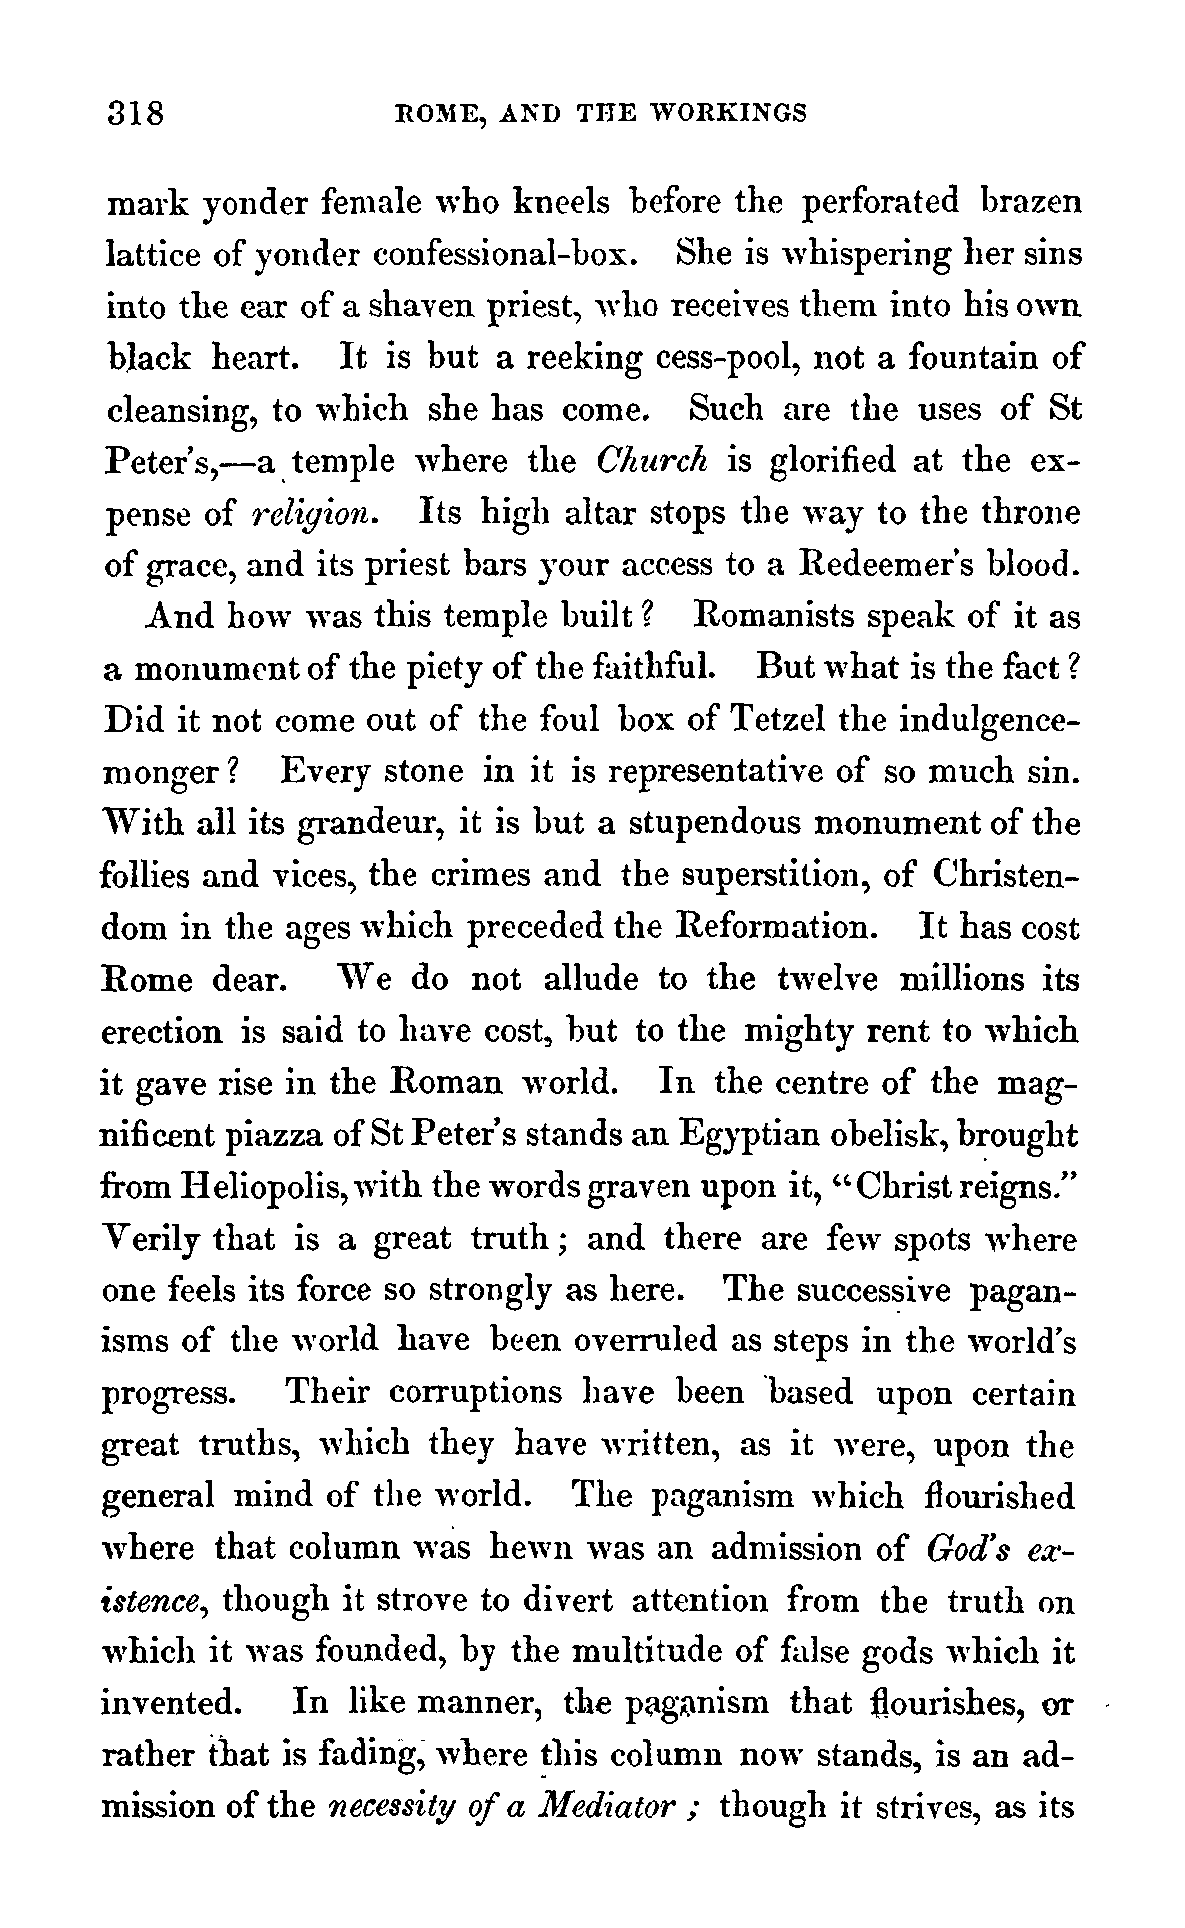 318 ROME, AND THE WORKINGS
mark yonder female who kneels before the perforated brazen
lattice of yonder confessional-box. She is whispering her sins
into the ear of a shaven priest, who receives them into his own
black heart. It is but a reeking cess-pool, not a fountain of
cleansing, to which she has come. Such are the uses of St
Peter's,—a temple where the Church is glorified at the ex-
pense of religion. Its high altar stops the way to the throne
of grace, and its priest bars your access to a Redeemer's blood.
And how was this temple built? Romanists speak of it as
a monument of the piety of the faithful. But what is the fact?
Did it not come out of the foul box of Tetzel the indulgence-
monger? Every stone in it is representative of so much sin.
With all its grandeur, it is but a stupendous monument of the
follies and vices, the crimes and the superstition, of Christen-
dom in the ages which preceded the Reformation. It has cost
Rome dear. We do not allude to the twelve millions its
erection is said to have cost, but to the mighty rent to which
it gave rise in the Roman world. In the centre of the mag-
nificent piazza of St Peter's stands an Egyptian obelisk, brought
from Heliopolis, with the words graven upon it, "Christ reigns."
Verily that is a great truth; and there are few spots where
one feels its force so strongly as here. The successive pagan-
isms of the world have been overruled as steps in the world's
progress. Their corruptions have been based upon certain
great truths, which they have written, as it were, upon the
general mind of the world. The paganism which flourished
where that column was hewn was an admission of God's ex-
istence, though it strove to divert attention from the truth on
which it was founded, by the multitude of false gods which it
invented. In like manner, the paganism that flourishes, or
rather that is fading, where this column now stands, is an ad-
mission of the necessity of a Mediator; though it strives, as its